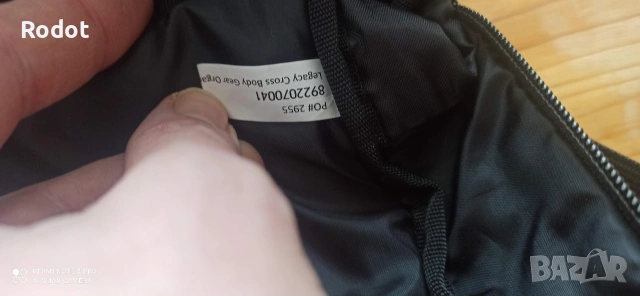 Rodot
PO# 2955
8922070041
Legacy Cross Body Gear Orga
BAZAR